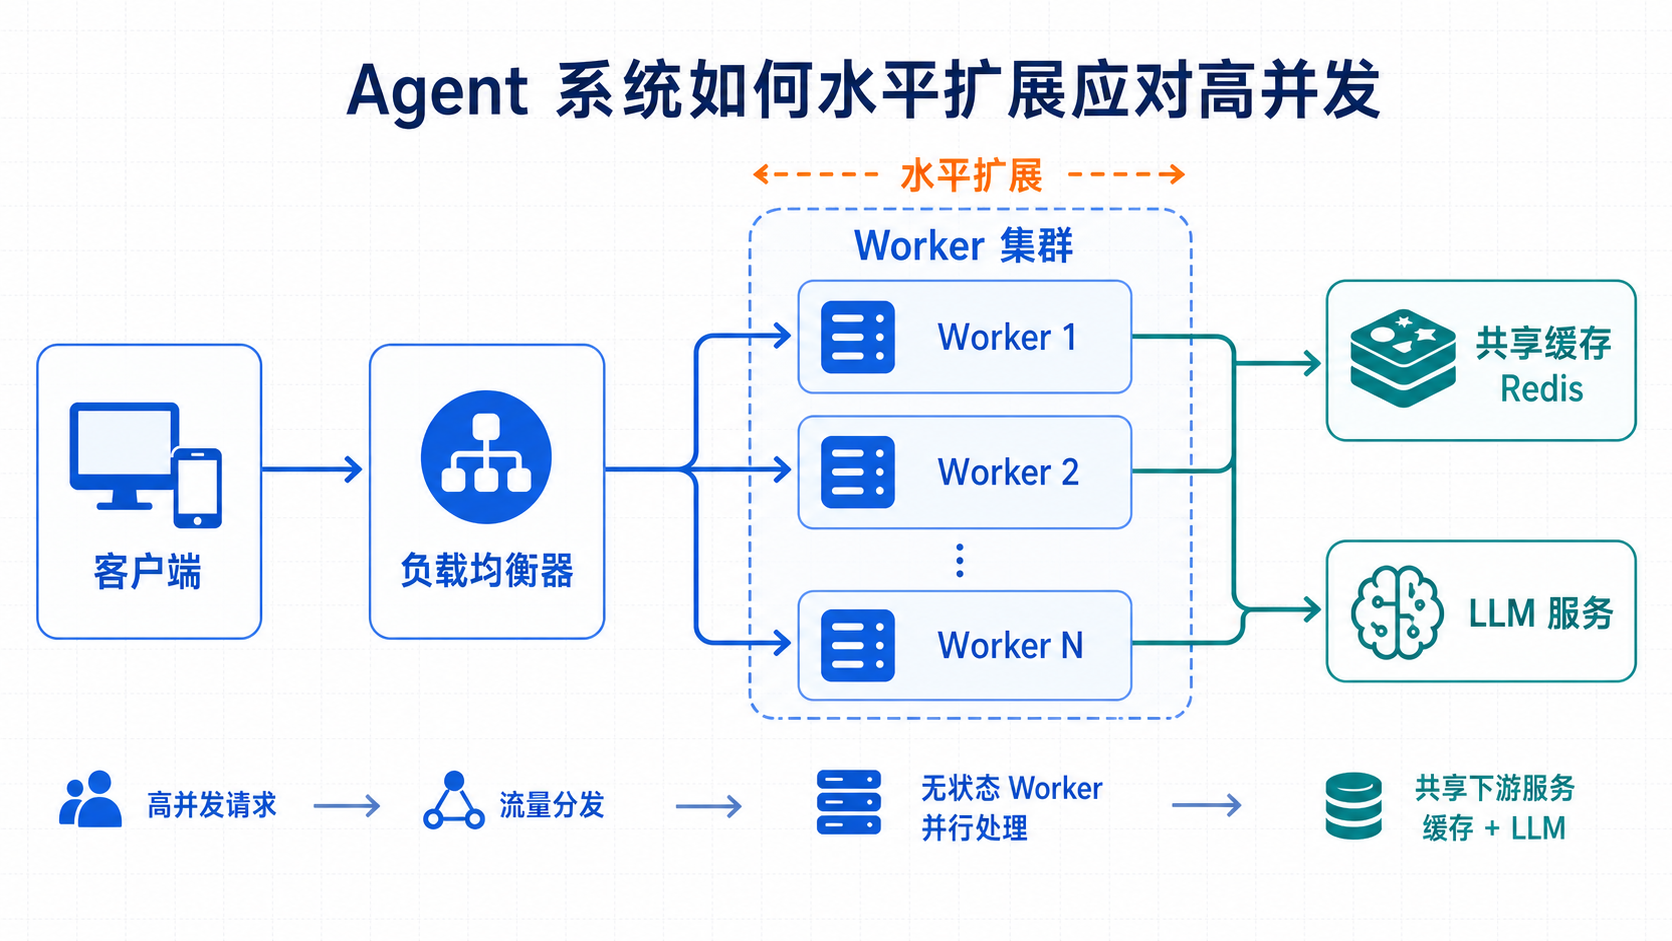 Agent 系统如何水平扩展应对高并发
水平扩展
Worker 集群
客户端
负载均衡器
Worker 1
Worker 2
Worker N
共享缓存
Redis
LLM 服务
高并发请求
流量分发
无状态 Worker
并行处理
共享下游服务
缓存 + LLM